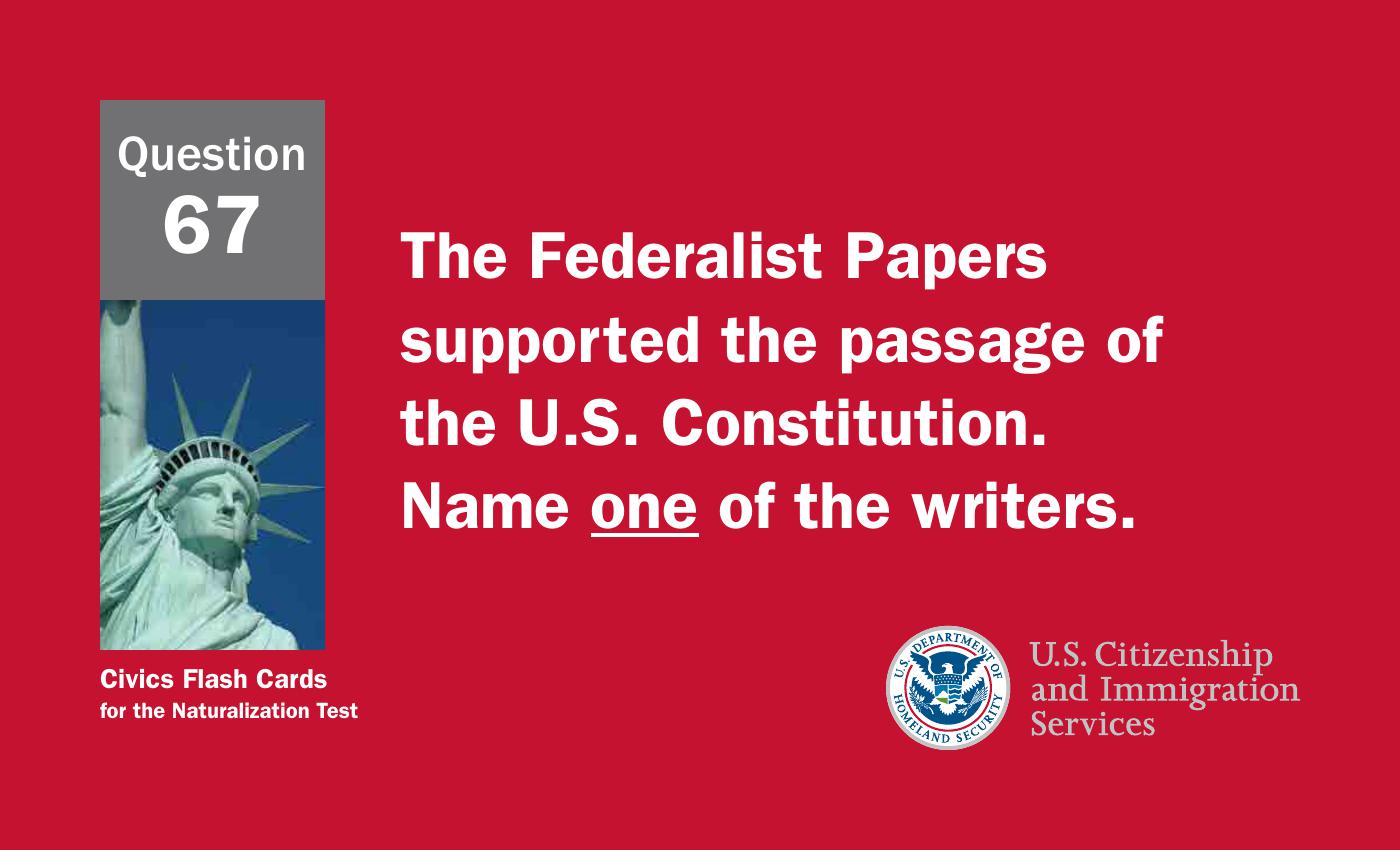 Question
67
The Federalist Papers
supported the passage of
the U.S. Constitution.
Name one of the writers.
Civics Flash Cards
for the Naturalization Test
U.S. DEPARTMENT OF
HOMELAND SECURITY
U.S. Citizenship
and Immigration
Services